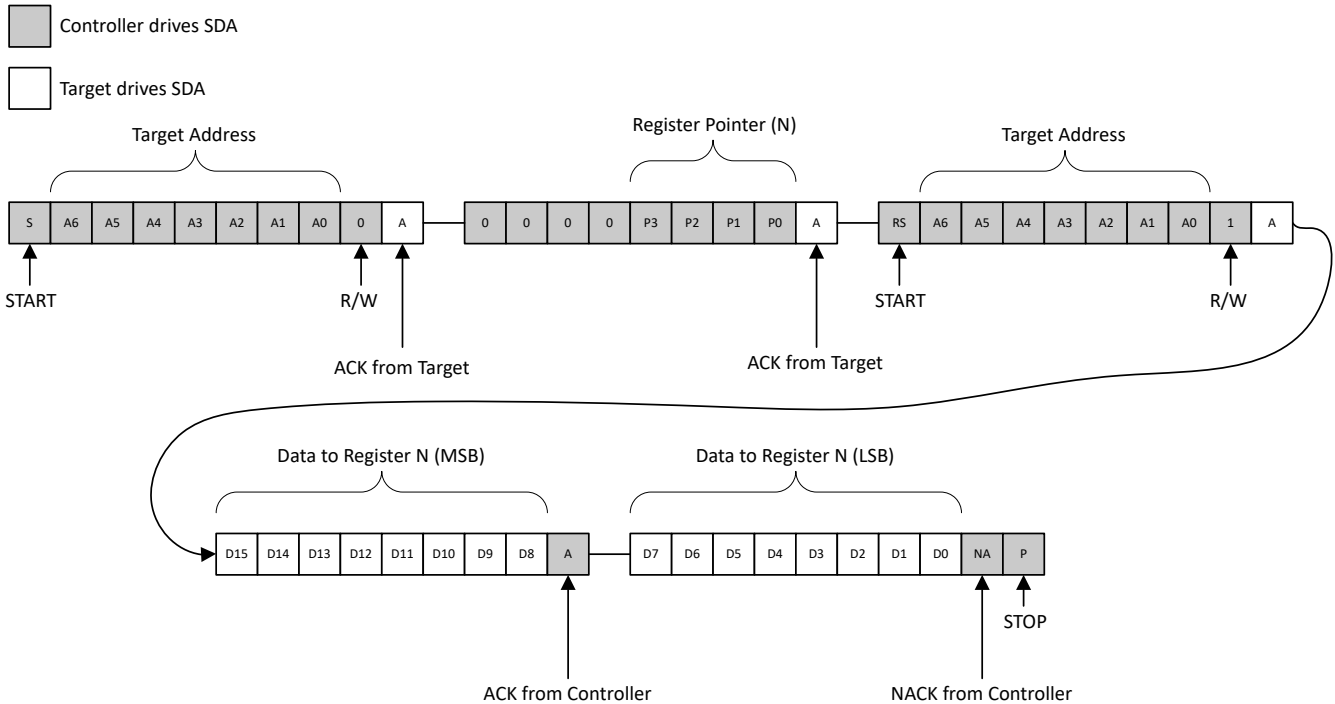 Controller drives SDA
Target drives SDA
Target Address
Register Pointer (N)
Target Address
S A6 A5 A4 A3 A2 A1 A0 0 A
0 0 0 0 P3 P2 P1 P0 A
RS A6 A5 A4 A3 A2 A1 A0 1 A
START
R/W
START
R/W
ACK from Target
ACK from Target
Data to Register N (MSB)
Data to Register N (LSB)
D15 D14 D13 D12 D11 D10 D9 D8 A
D7 D6 D5 D4 D3 D2 D1 D0 NA P
STOP
ACK from Controller
NACK from Controller